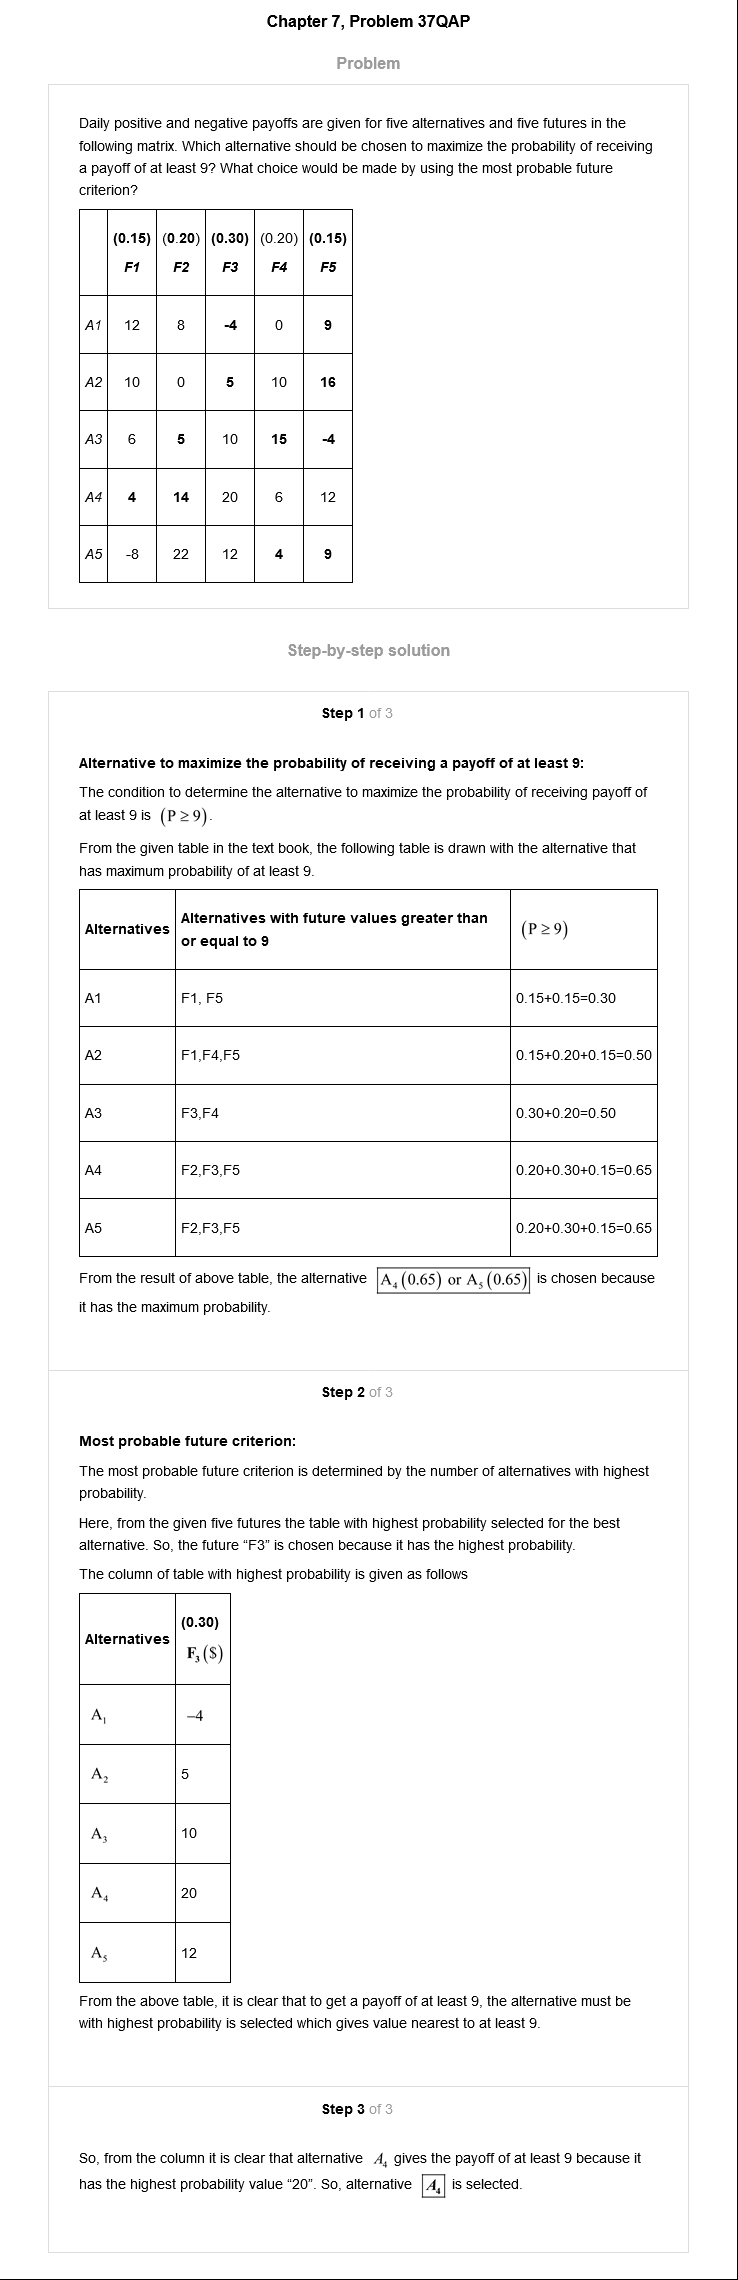 Chapter 7, Problem 37QAP
Problem
Daily positive and negative payoffs are given for five alternatives and five futures in the
following matrix. Which alternative should be chosen to maximize the probability of receiving
a payoff of at least 9? What choice would be made by using the most probable future
criterion?
(0.15) (0.20) (0.30) (0.20) (0.15)
F1 F2 F3 F4 F5
A1 12 8 -4 0 9
A2 10 0 5 10 16
A3 6 5 10 15 -4
A4 4 14 20 6 12
A5 -8 22 12 4 9
Step-by-step solution
Step 1 of 3
Alternative to maximize the probability of receiving a payoff of at least 9:
The condition to determine the alternative to maximize the probability of receiving payoff of
at least 9 is (P ≥ 9).
From the given table in the text book, the following table is drawn with the alternative that
has maximum probability of at least 9.
Alternatives Alternatives with future values greater than
or equal to 9 (P ≥ 9)
A1 F1, F5 0.15+0.15=0.30
A2 F1,F4,F5 0.15+0.20+0.15=0.50
A3 F3,F4 0.30+0.20=0.50
A4 F2,F3,F5 0.20+0.30+0.15=0.65
A5 F2,F3,F5 0.20+0.30+0.15=0.65
From the result of above table, the alternative A₄ (0.65) or A₅ (0.65) is chosen because
it has the maximum probability.
Step 2 of 3
Most probable future criterion:
The most probable future criterion is determined by the number of alternatives with highest
probability.
Here, from the given five futures the table with highest probability selected for the best
alternative. So, the future “F3” is chosen because it has the highest probability.
The column of table with highest probability is given as follows
Alternatives (0.30)
F₃ ($)
A₁ –4
A₂ 5
A₃ 10
A₄ 20
A₅ 12
From the above table, it is clear that to get a payoff of at least 9, the alternative must be
with highest probability is selected which gives value nearest to at least 9.
Step 3 of 3
So, from the column it is clear that alternative A₄ gives the payoff of at least 9 because it
has the highest probability value “20”. So, alternative A₄ is selected.